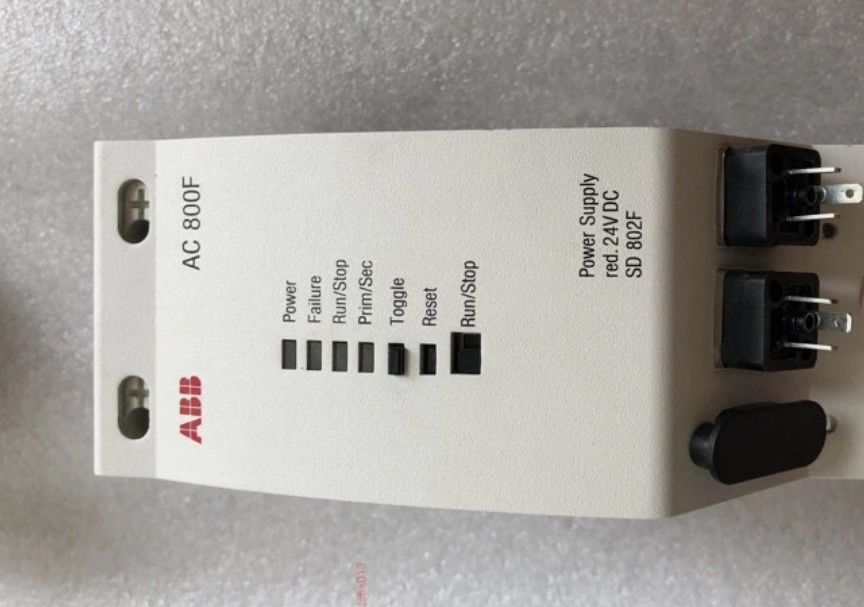 ABB
AC 800F
Power
Failure
Run/Stop
Prim/Sec
Toggle
Reset
Run/Stop
Power Supply
red. 24V DC
SD 802F